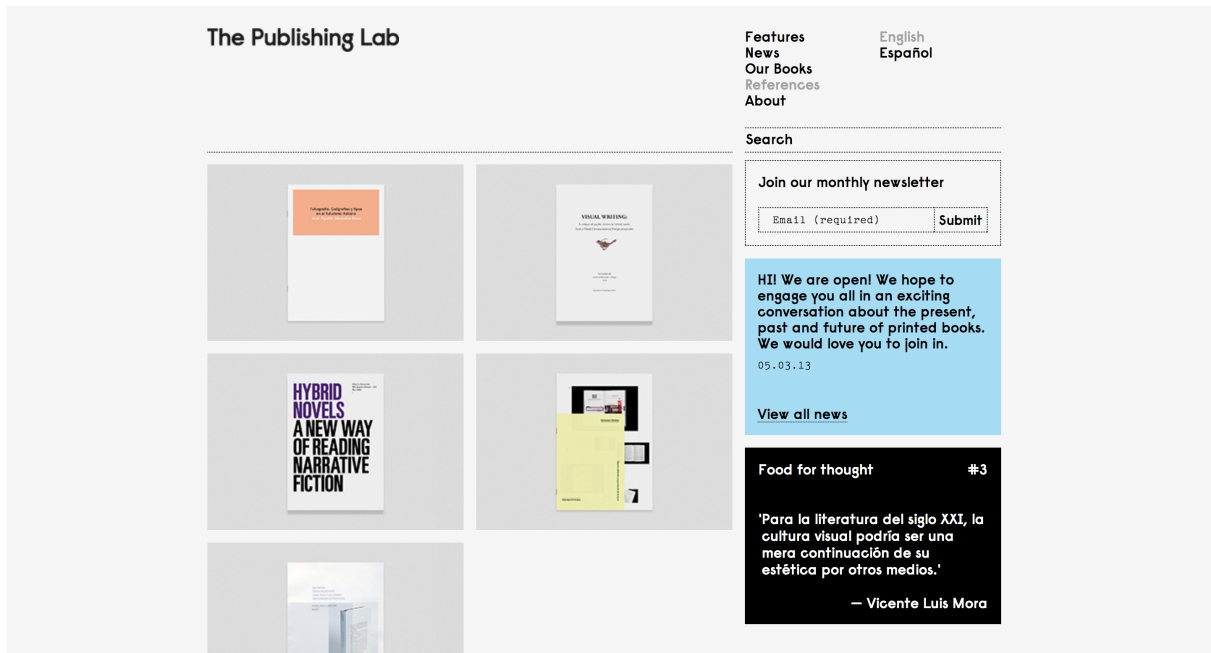 The Publishing Lab
Features
News
Our Books
References
About
English
Español
Search
Join our monthly newsletter
Email (required)
Submit
VISUAL WRITING:
HYBRID
NOVELS
A NEW WAY
OF READING
NARRATIVE
FICTION
HI! We are open! We hope to
engage you all in an exciting
conversation about the present,
past and future of printed books.
We would love you to join in.
05.03.13
View all news
Food for thought
#3
'Para la literatura del siglo XXI, la
cultura visual podría ser una
mera continuación de su
estética por otros medios.'
— Vicente Luis Mora